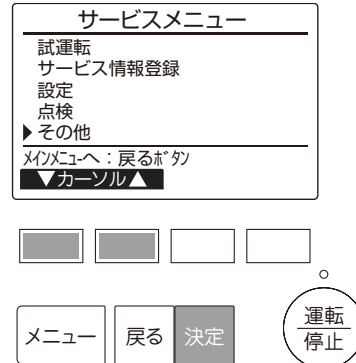 サービスメニュー
試運転
サービス情報登録
設定
点検
▶その他
ﾒｲﾝﾒﾆｭｰへ：戻るﾎﾞﾀﾝ
▼カーソル▲
メニュー
戻る
決定
運転
停止